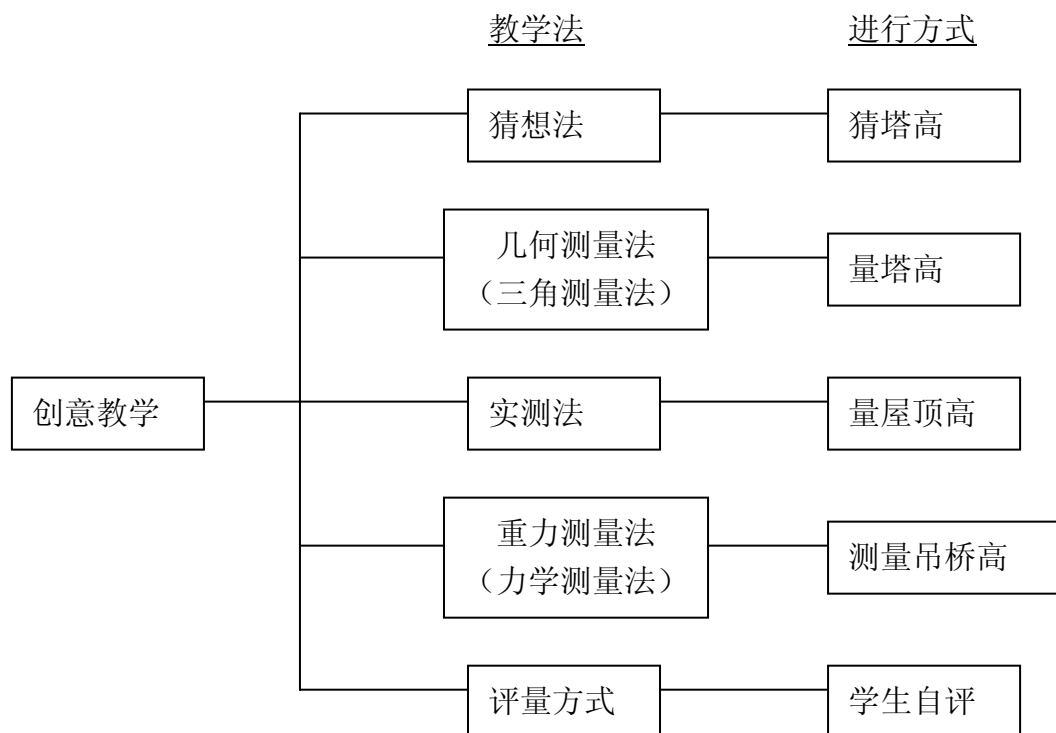 教学法 进行方式
猜想法 猜塔高
几何测量法
（三角测量法）
量塔高
创意教学
实测法 量屋顶高
重力测量法
（力学测量法）
测量吊桥高
评量方式 学生自评